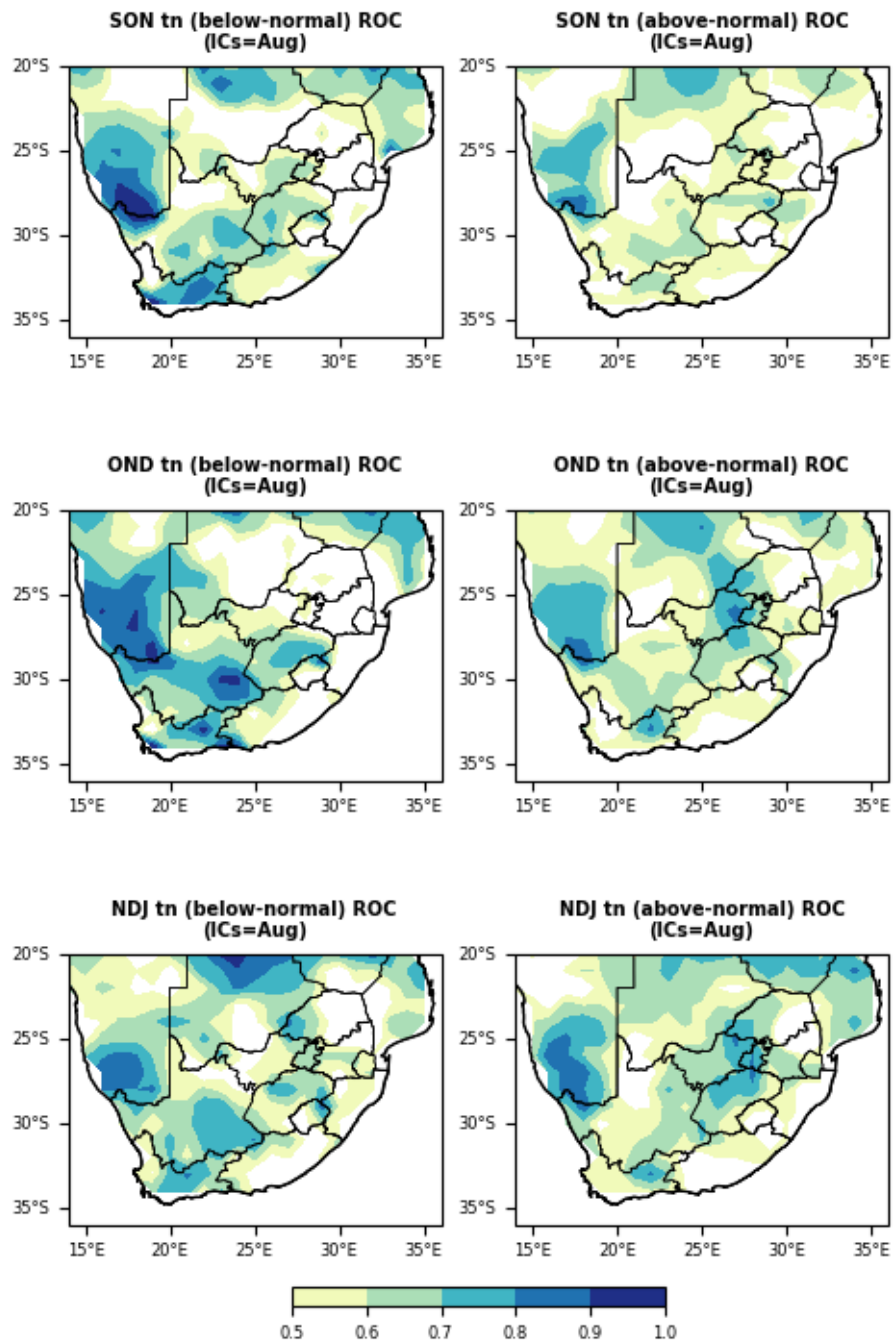 SON tn (below-normal) ROC
(ICs=Aug)
SON tn (above-normal) ROC
(ICs=Aug)
20°S
25°S
30°S
35°S
15°E 20°E 25°E 30°E 35°E
20°S
25°S
30°S
35°S
15°E 20°E 25°E 30°E 35°E
OND tn (below-normal) ROC
(ICs=Aug)
OND tn (above-normal) ROC
(ICs=Aug)
20°S
25°S
30°S
35°S
15°E 20°E 25°E 30°E 35°E
20°S
25°S
30°S
35°S
15°E 20°E 25°E 30°E 35°E
NDJ tn (below-normal) ROC
(ICs=Aug)
NDJ tn (above-normal) ROC
(ICs=Aug)
20°S
25°S
30°S
35°S
15°E 20°E 25°E 30°E 35°E
20°S
25°S
30°S
35°S
15°E 20°E 25°E 30°E 35°E
0.5 0.6 0.7 0.8 0.9 1.0